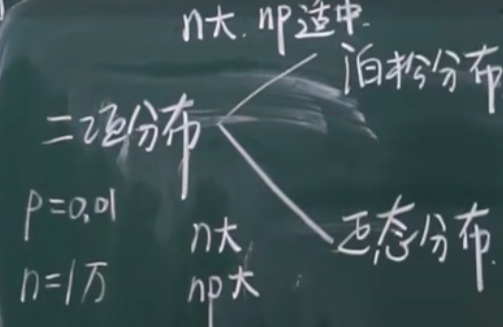 n大. np适中.
泊松分布
二项分布
p=0.01
n大
正态分布.
n=1万
np大